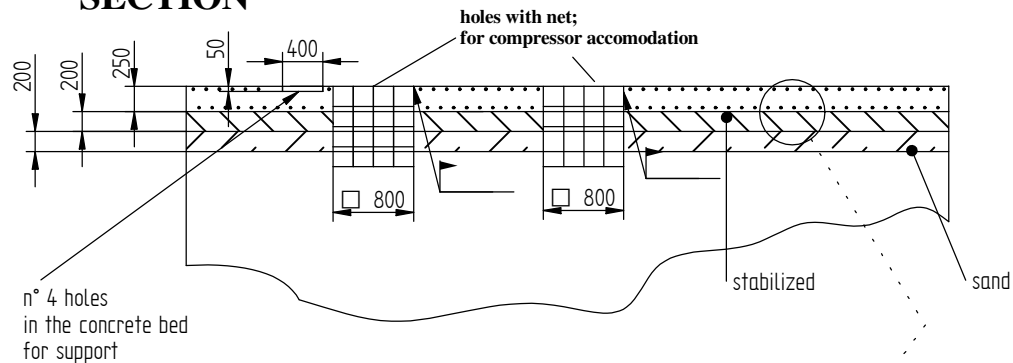 SECTION
holes with net;
for compressor accomodation
50
400
250
200
200
□ 800
□ 800
stabilized
sand
n° 4 holes
in the concrete bed
for support